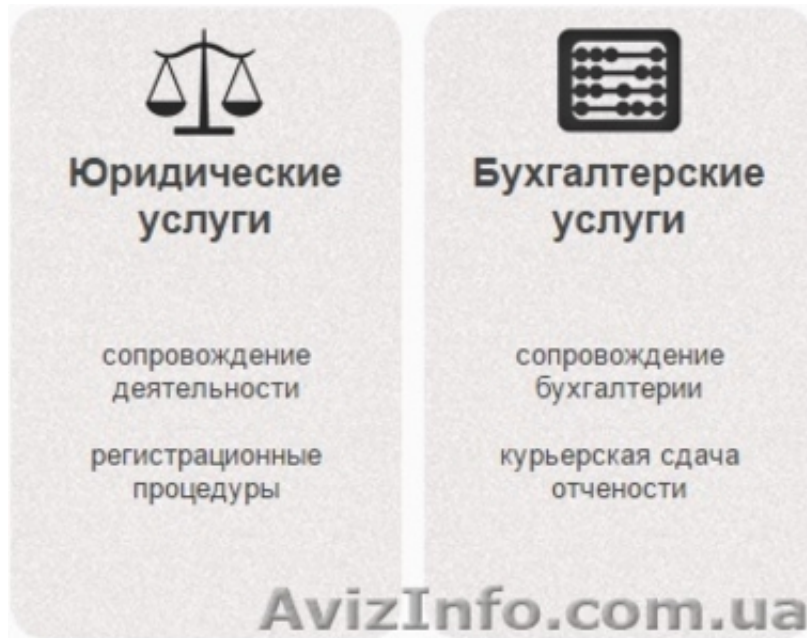 Юридические
услуги
сопровождение
деятельности
регистрационные
процедуры
Бухгалтерские
услуги
сопровождение
бухгалтерии
курьерская сдача
отчености
AvizInfo.com.ua